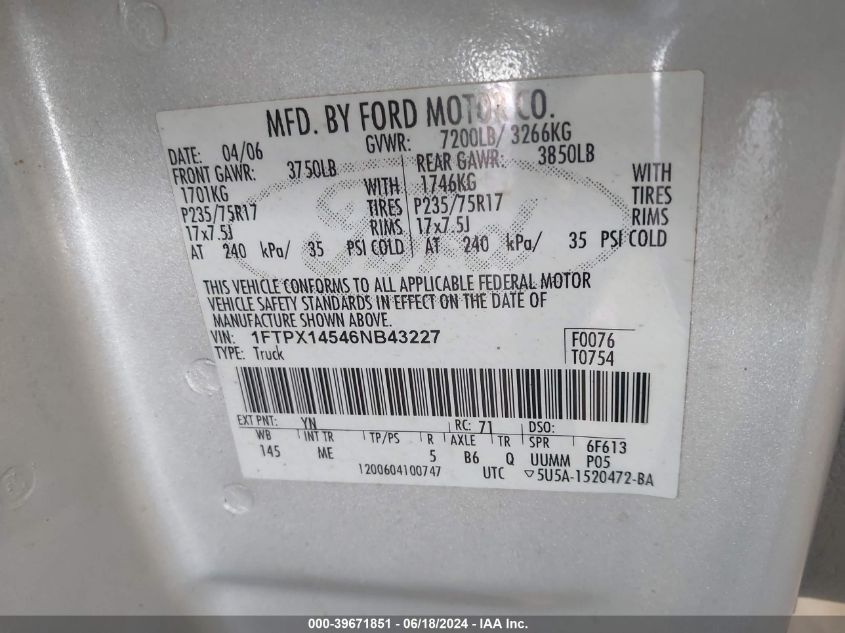 MFD. BY FORD MOTOR CO.
DATE: 04/06 GVWR: 7200LB/ 3266KG
FRONT GAWR: 3750LB REAR GAWR: 3850LB
1701KG WITH 1746KG WITH
P235/75R17 TIRES P235/75R17 TIRES
17x7.5J RIMS 17x7.5J RIMS
AT 240 kPa/ 35 PSI COLD AT 240 kPa/ 35 PSI COLD
THIS VEHICLE CONFORMS TO ALL APPLICABLE FEDERAL MOTOR
VEHICLE SAFETY STANDARDS IN EFFECT ON THE DATE OF
MANUFACTURE SHOWN ABOVE.
VIN: 1FTPX14546NB43227 F0076
TYPE: Truck T0754
EXT PNT: YN RC: 71 DSO:
WB INT TR TP/PS R AXLE TR SPR 6F613
145 ME 5 B6 Q UUMM P05
1200604100747 UTC ▽5U5A-1520472-BA
000-39671851 - 06/18/2024 - IAA Inc.